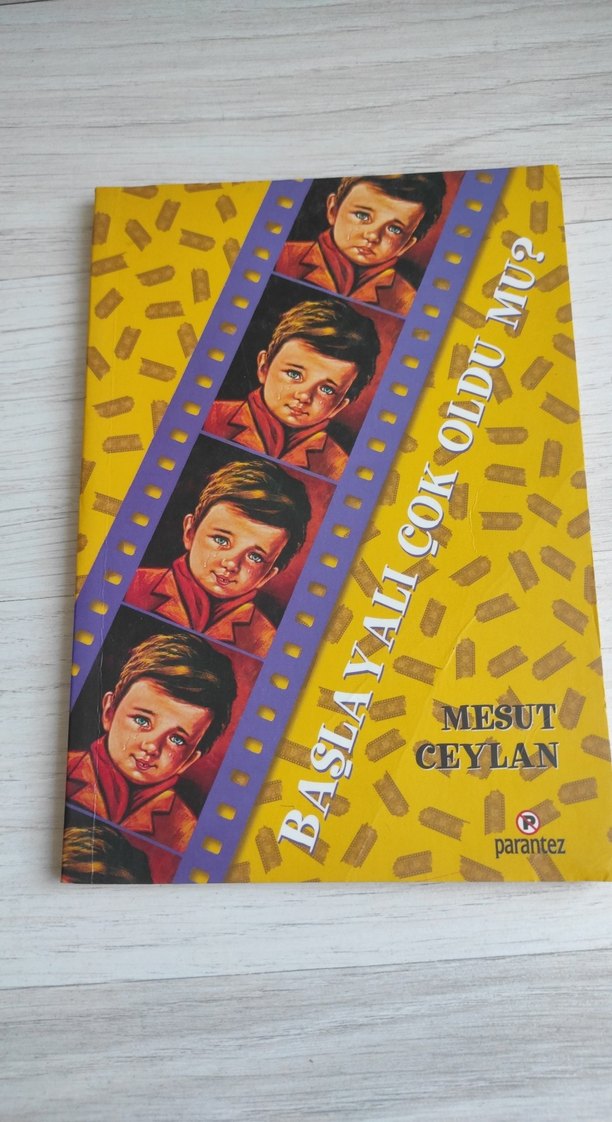 BAŞLAYALI ÇOK OLDU MU?
MESUT
CEYLAN
R
parantez